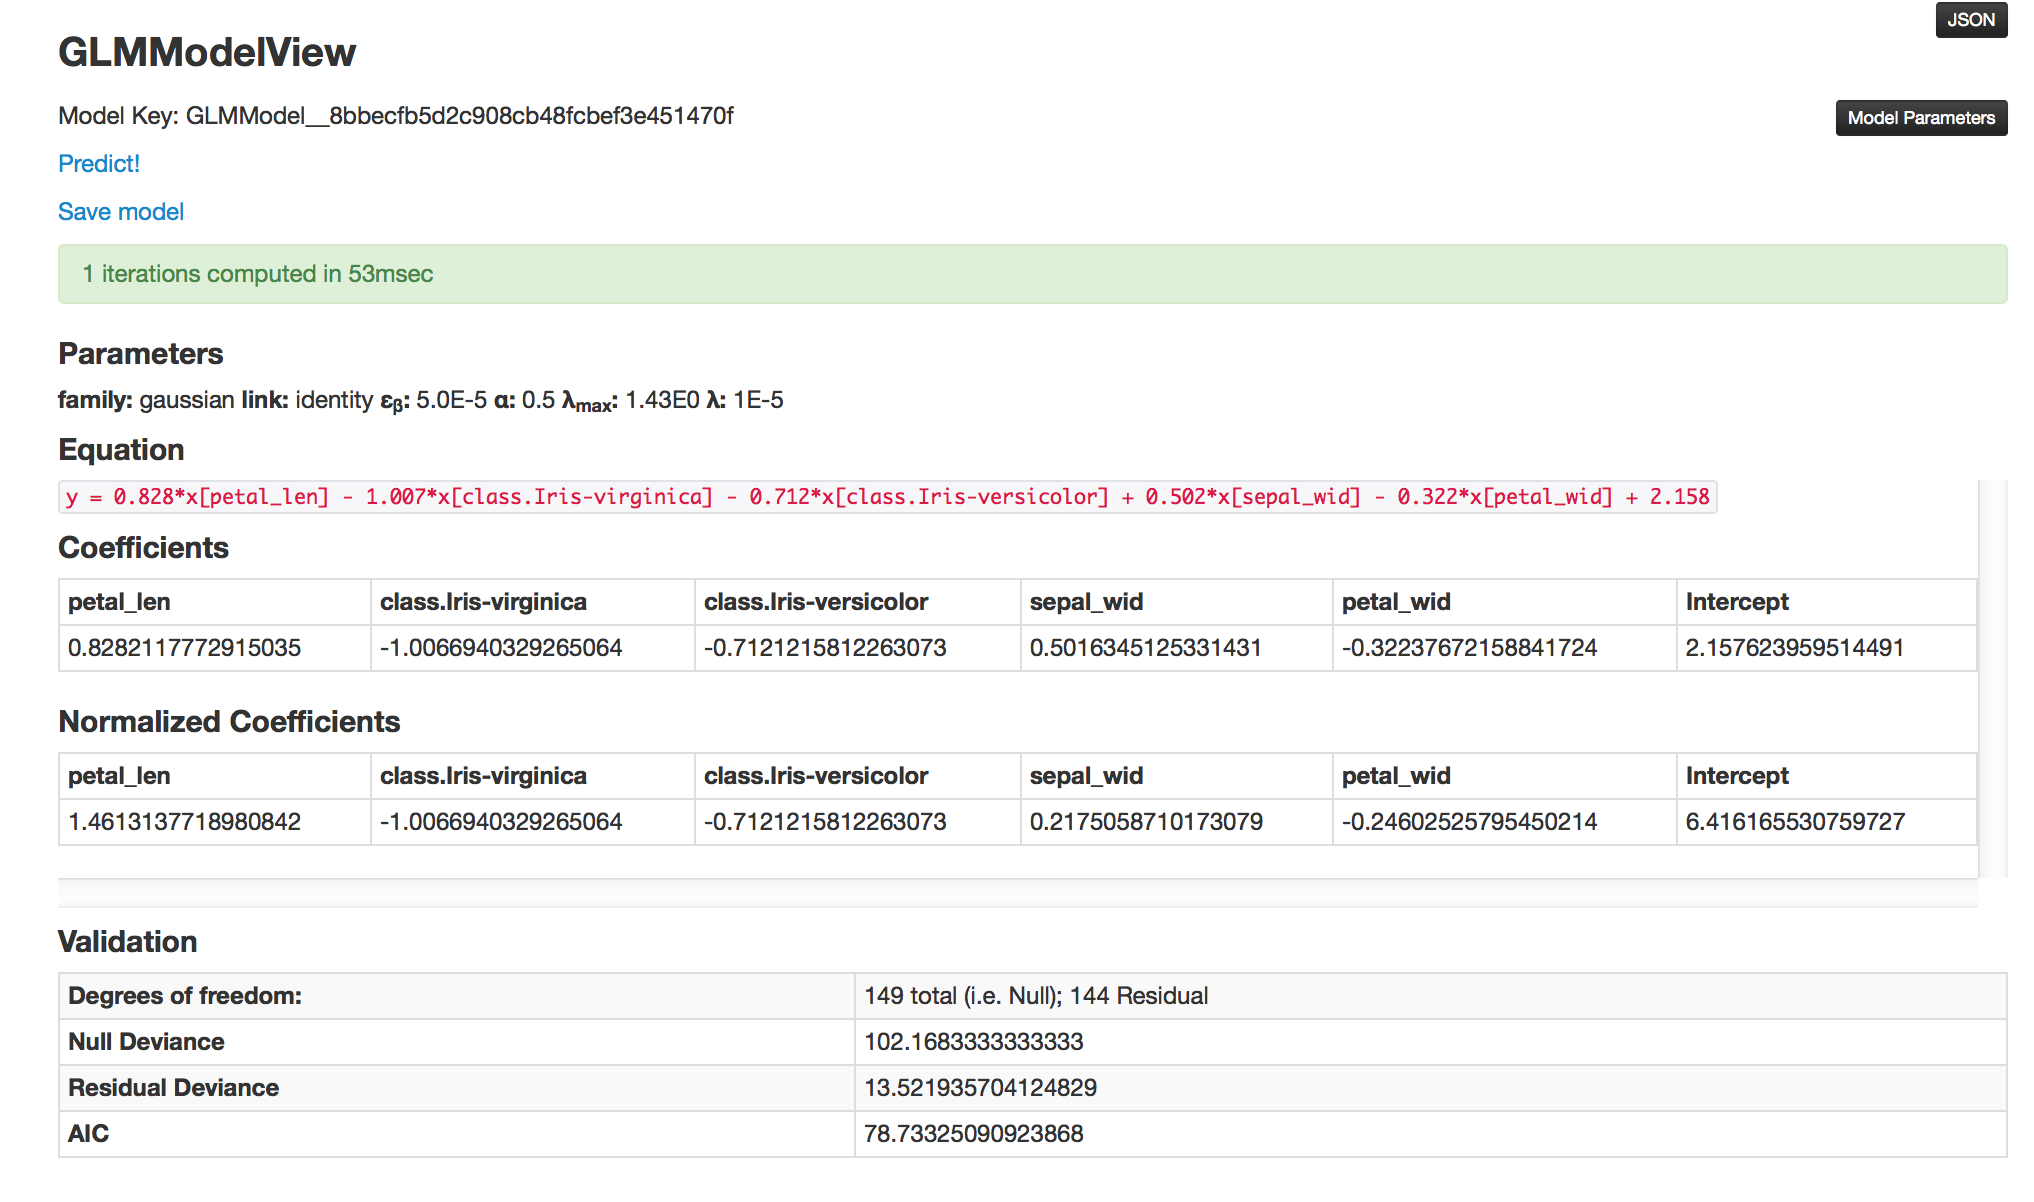 JSON
GLMModelView
Model Key: GLMModel__8bbecfb5d2c908cb48fcbef3e451470f
Model Parameters
Predict!
Save model
1 iterations computed in 53msec
Parameters
family: gaussian link: identity εβ: 5.0E-5 α: 0.5 λmax: 1.43E0 λ: 1E-5
Equation
y = 0.828*x[petal_len] - 1.007*x[class.Iris-virginica] - 0.712*x[class.Iris-versicolor] + 0.502*x[sepal_wid] - 0.322*x[petal_wid] + 2.158
Coefficients
petal_len class.Iris-virginica class.Iris-versicolor sepal_wid petal_wid Intercept
0.8282117772915035 -1.0066940329265064 -0.7121215812263073 0.5016345125331431 -0.32237672158841724 2.157623959514491
Normalized Coefficients
petal_len class.Iris-virginica class.Iris-versicolor sepal_wid petal_wid Intercept
1.4613137718980842 -1.0066940329265064 -0.7121215812263073 0.2175058710173079 -0.24602525795450214 6.416165530759727
Validation
Degrees of freedom: 149 total (i.e. Null); 144 Residual
Null Deviance 102.1683333333333
Residual Deviance 13.521935704124829
AIC 78.73325090923868